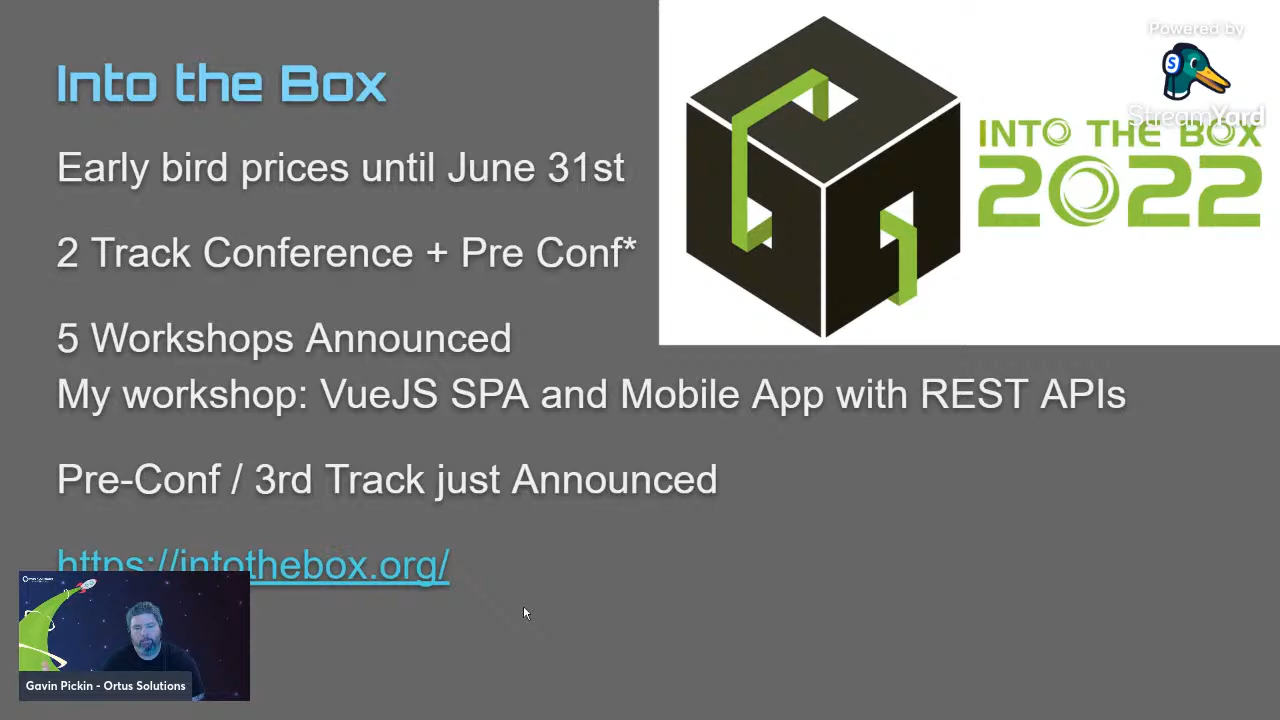 Into the Box
Early bird prices until June 31st
2 Track Conference + Pre Conf*
5 Workshops Announced
My workshop: VueJS SPA and Mobile App with REST APIs
Pre-Conf / 3rd Track just Announced
https://intothebox.org/
INTO THE BOX
2022
Powered by
S
StreamYard
Gavin Pickin - Ortus Solutions